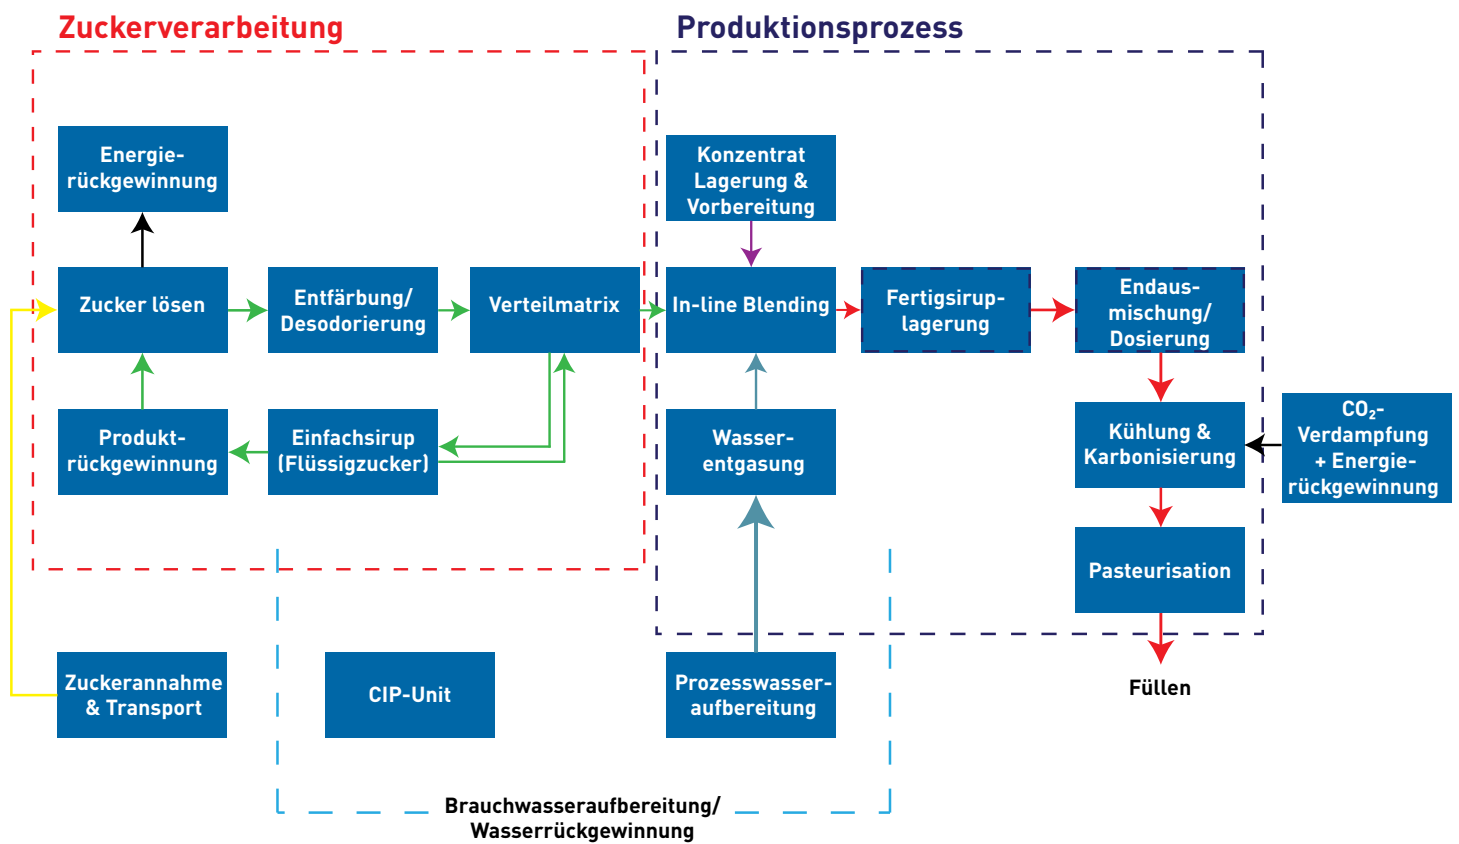 Zuckerverarbeitung
Produktionsprozess
Energie-
rückgewinnung
Konzentrat
Lagerung &
Vorbereitung
Zucker lösen
Entfärbung/
Desodorierung
Verteilmatrix
In-line Blending
Fertigsirup-
lagerung
Endaus-
mischung/
Dosierung
Produkt-
rückgewinnung
Einfachsirup
(Flüssigzucker)
Wasser-
entgasung
Kühlung &
Karbonisierung
CO₂-
Verdampfung
+ Energie-
rückgewinnung
Pasteurisation
Zuckerannahme
& Transport
CIP-Unit
Prozesswasser-
aufbereitung
Füllen
Brauchwasseraufbereitung/
Wasserrückgewinnung